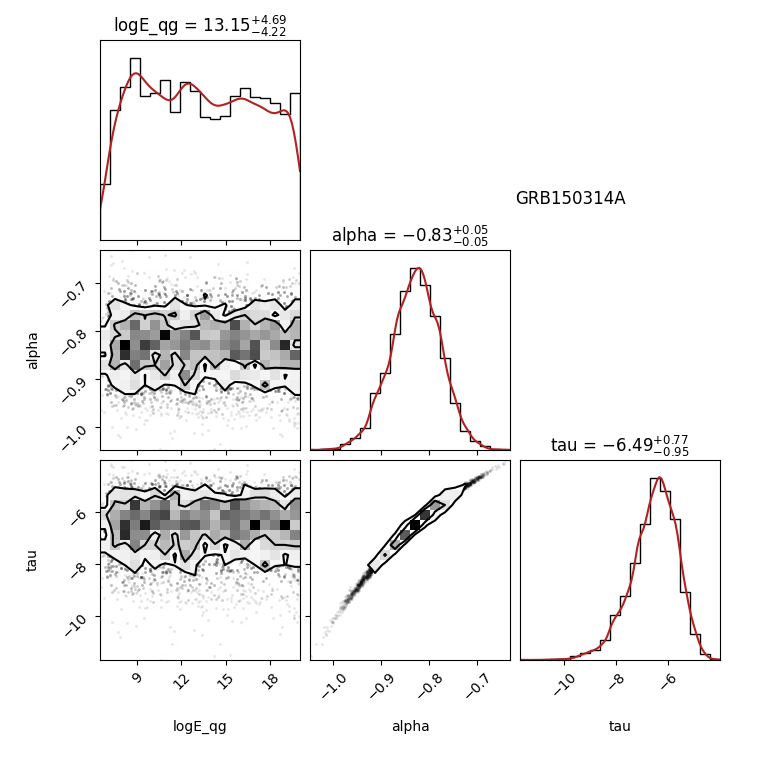 logE_qg = 13.15$^{+4.69}_{-4.22}$
GRB150314A
alpha = −0.83$^{+0.05}_{-0.05}$
−0.7
−0.8
−0.9
−1.0
alpha
tau = −6.49$^{+0.77}_{-0.95}$
−6
−8
−10
tau
9 12 15 18
−1.0 −0.9 −0.8 −0.7
−10 −8 −6
logE_qg alpha tau